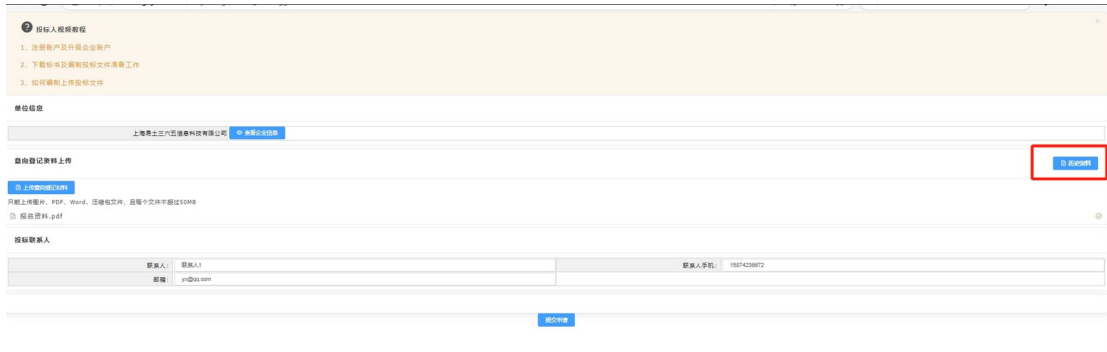 投标人视频教程
1、注册账户及升级企业账户
2、下载标书及编制投标文件准备工作
3、如何编制上传投标文件
单位信息
上海易土三六五信息科技有限公司 查看企业信息
意向登记资料上传 历史资料
上传意向登记材料
只能上传图片、PDF、Word、压缩包文件，且每个文件不超过50MB
报名资料.pdf
投标联系人
联系人： 联系人1 联系人手机： 15874236672
邮箱： yx@qq.com
提交申请